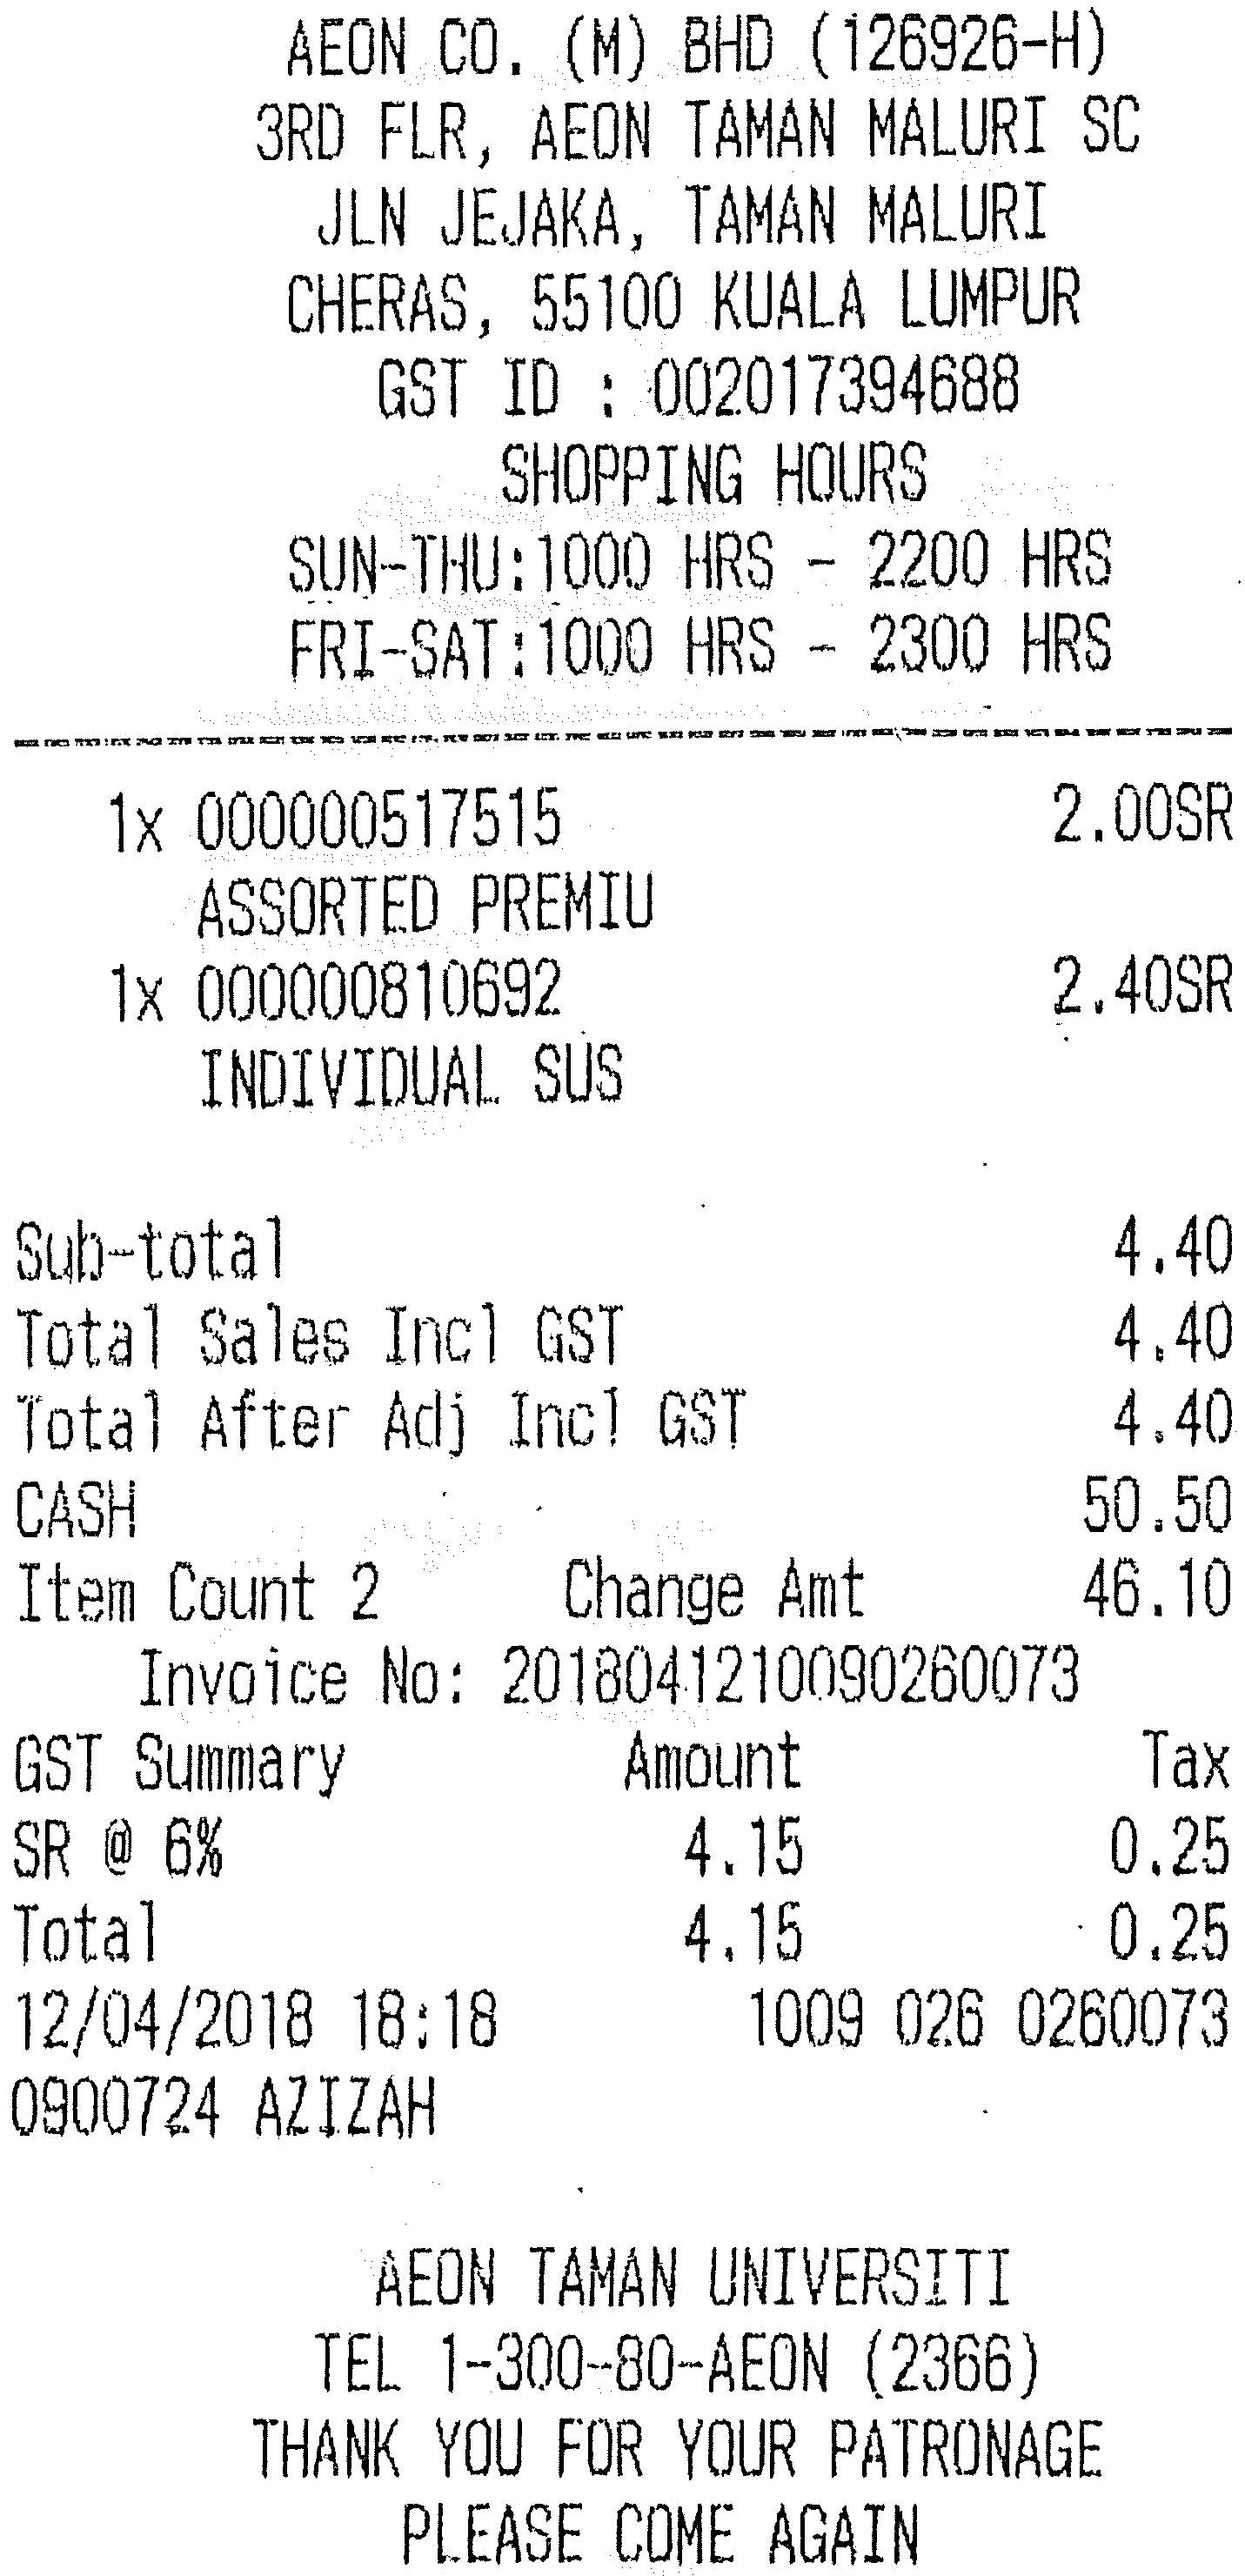 AEON CO. (M) BHD (126926-H)
3RD FLR, AEON TAMAN MALURI SC
JLN JEJAKA, TAMAN MALURI
CHERAS, 55100 KUALA LUMPUR
GST ID : 002017394688
SHOPPING HOURS
SUN-THU:1000 HRS - 2200 HRS
FRI-SAT:1000 HRS - 2300 HRS
1x 000000517515 2.00SR
ASSORTED PREMIU
1x 000000810692 2.40SR
INDIVIDUAL SUS
Sub-total 4.40
Total Sales Incl GST 4.40
Total After Adj Incl GST 4.40
CASH 50.50
Item Count 2 Change Amt 46.10
Invoice No: 2018041210090260073
GST Summary Amount Tax
SR @ 6% 4.15 0.25
Total 4.15 0.25
12/04/2018 18:18 1009 026 0260073
0900724 AZIZAH
AEON TAMAN UNIVERSITI
TEL 1-300-80-AEON (2366)
THANK YOU FOR YOUR PATRONAGE
PLEASE COME AGAIN